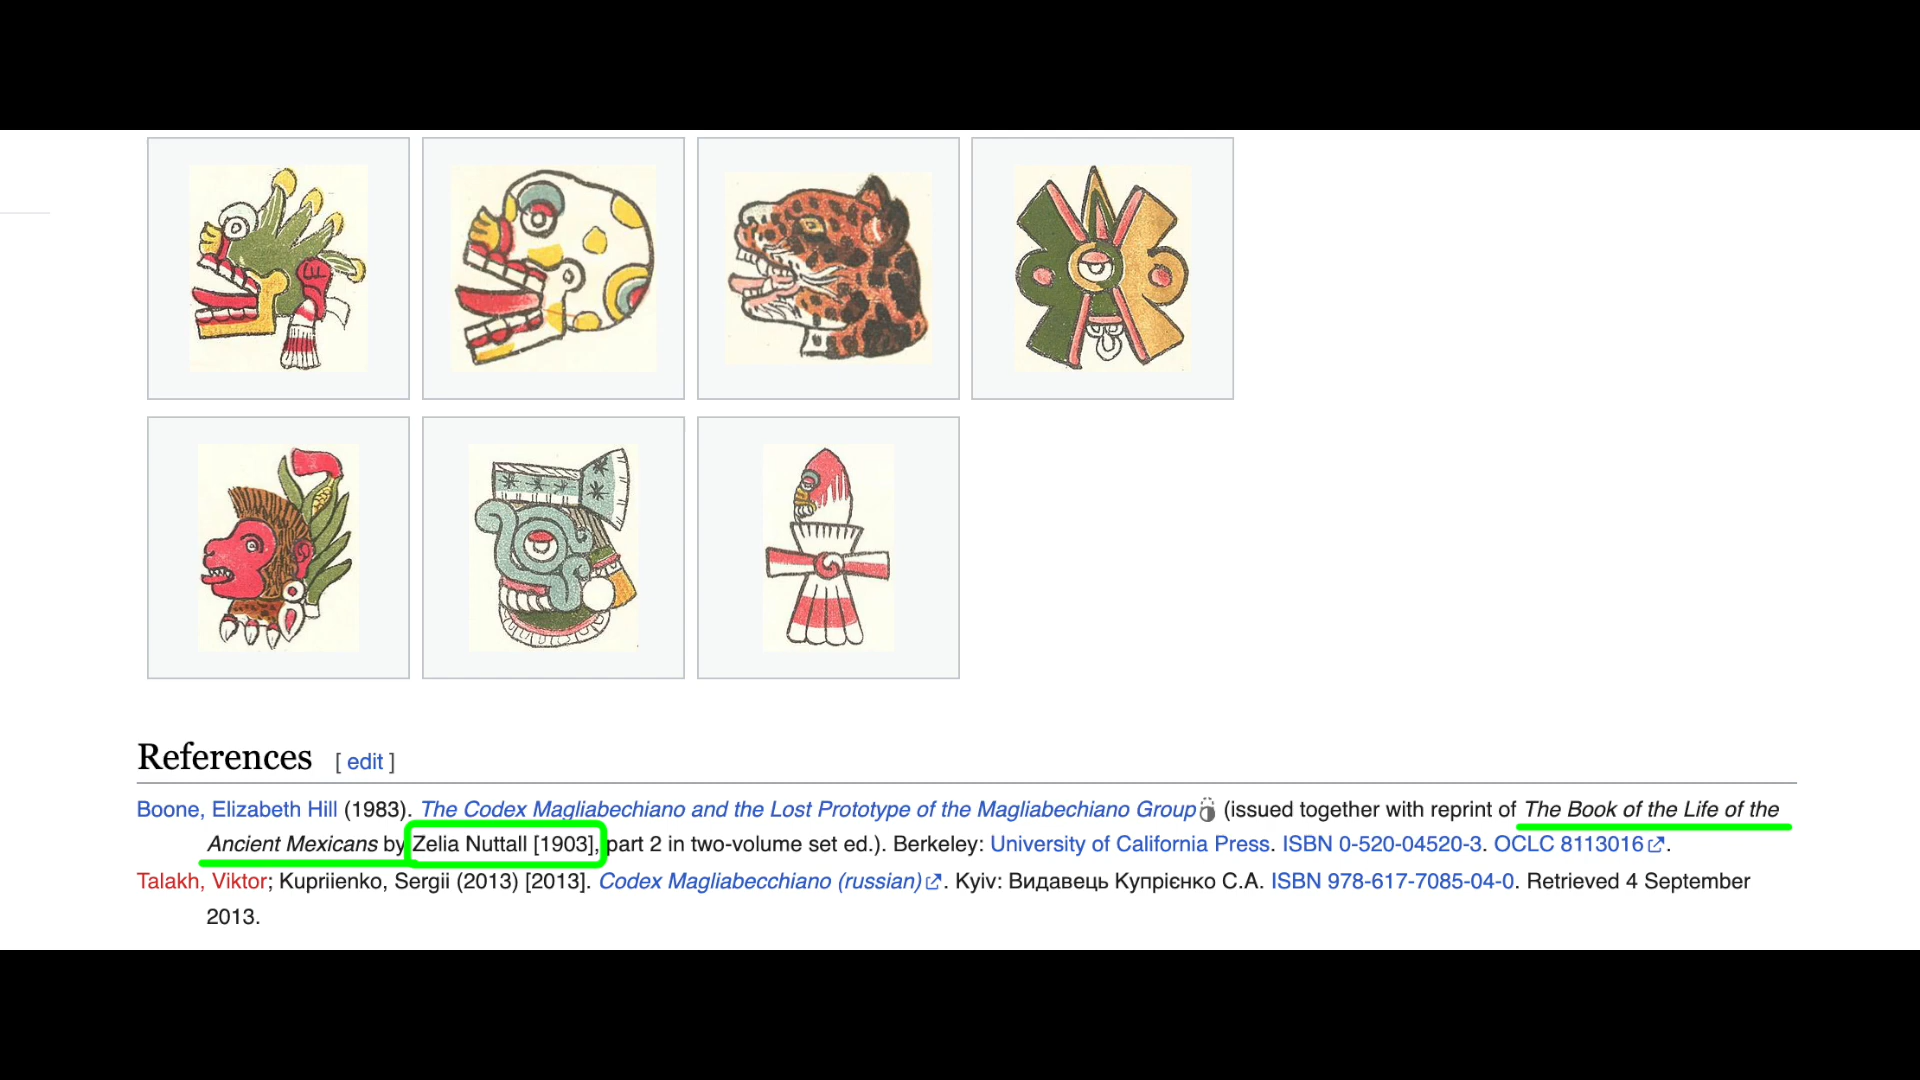 References [ edit ]
Boone, Elizabeth Hill (1983). The Codex Magliabechiano and the Lost Prototype of the Magliabechiano Group (issued together with reprint of The Book of the Life of the
Ancient Mexicans by Zelia Nuttall [1903], part 2 in two-volume set ed.). Berkeley: University of California Press. ISBN 0-520-04520-3. OCLC 8113016.
Talakh, Viktor; Kupriienko, Sergii (2013) [2013]. Codex Magliabecchiano (russian). Kyiv: Видавець Купрієнко С.А. ISBN 978-617-7085-04-0. Retrieved 4 September
2013.